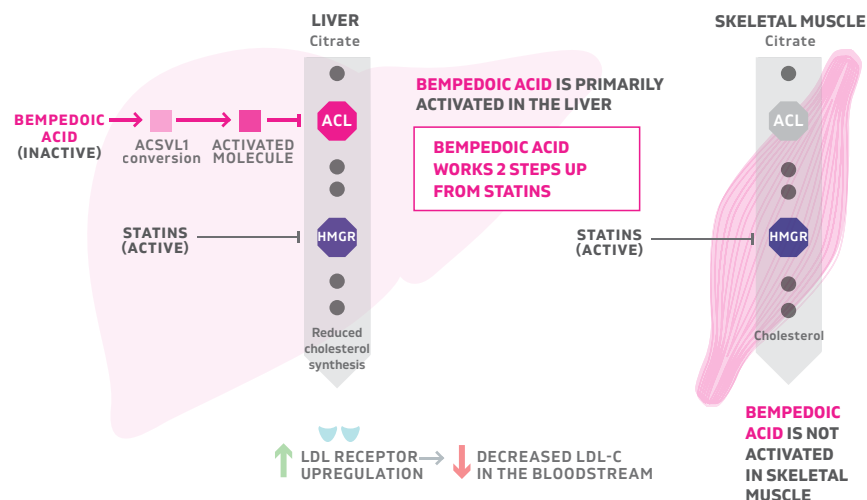 LIVER
Citrate
BEMPEDOIC
ACID
(INACTIVE)
ACSVL1
conversion
ACTIVATED
MOLECULE
ACL
STATINS
(ACTIVE)
HMGR
Reduced
cholesterol
synthesis
LDL RECEPTOR
UPREGULATION
DECREASED LDL-C
IN THE BLOODSTREAM
BEMPEDOIC ACID IS PRIMARILY
ACTIVATED IN THE LIVER
BEMPEDOIC ACID
WORKS 2 STEPS UP
FROM STATINS
SKELETAL MUSCLE
Citrate
ACL
STATINS
(ACTIVE)
HMGR
Cholesterol
BEMPEDOIC
ACID IS NOT
ACTIVATED
IN SKELETAL
MUSCLE